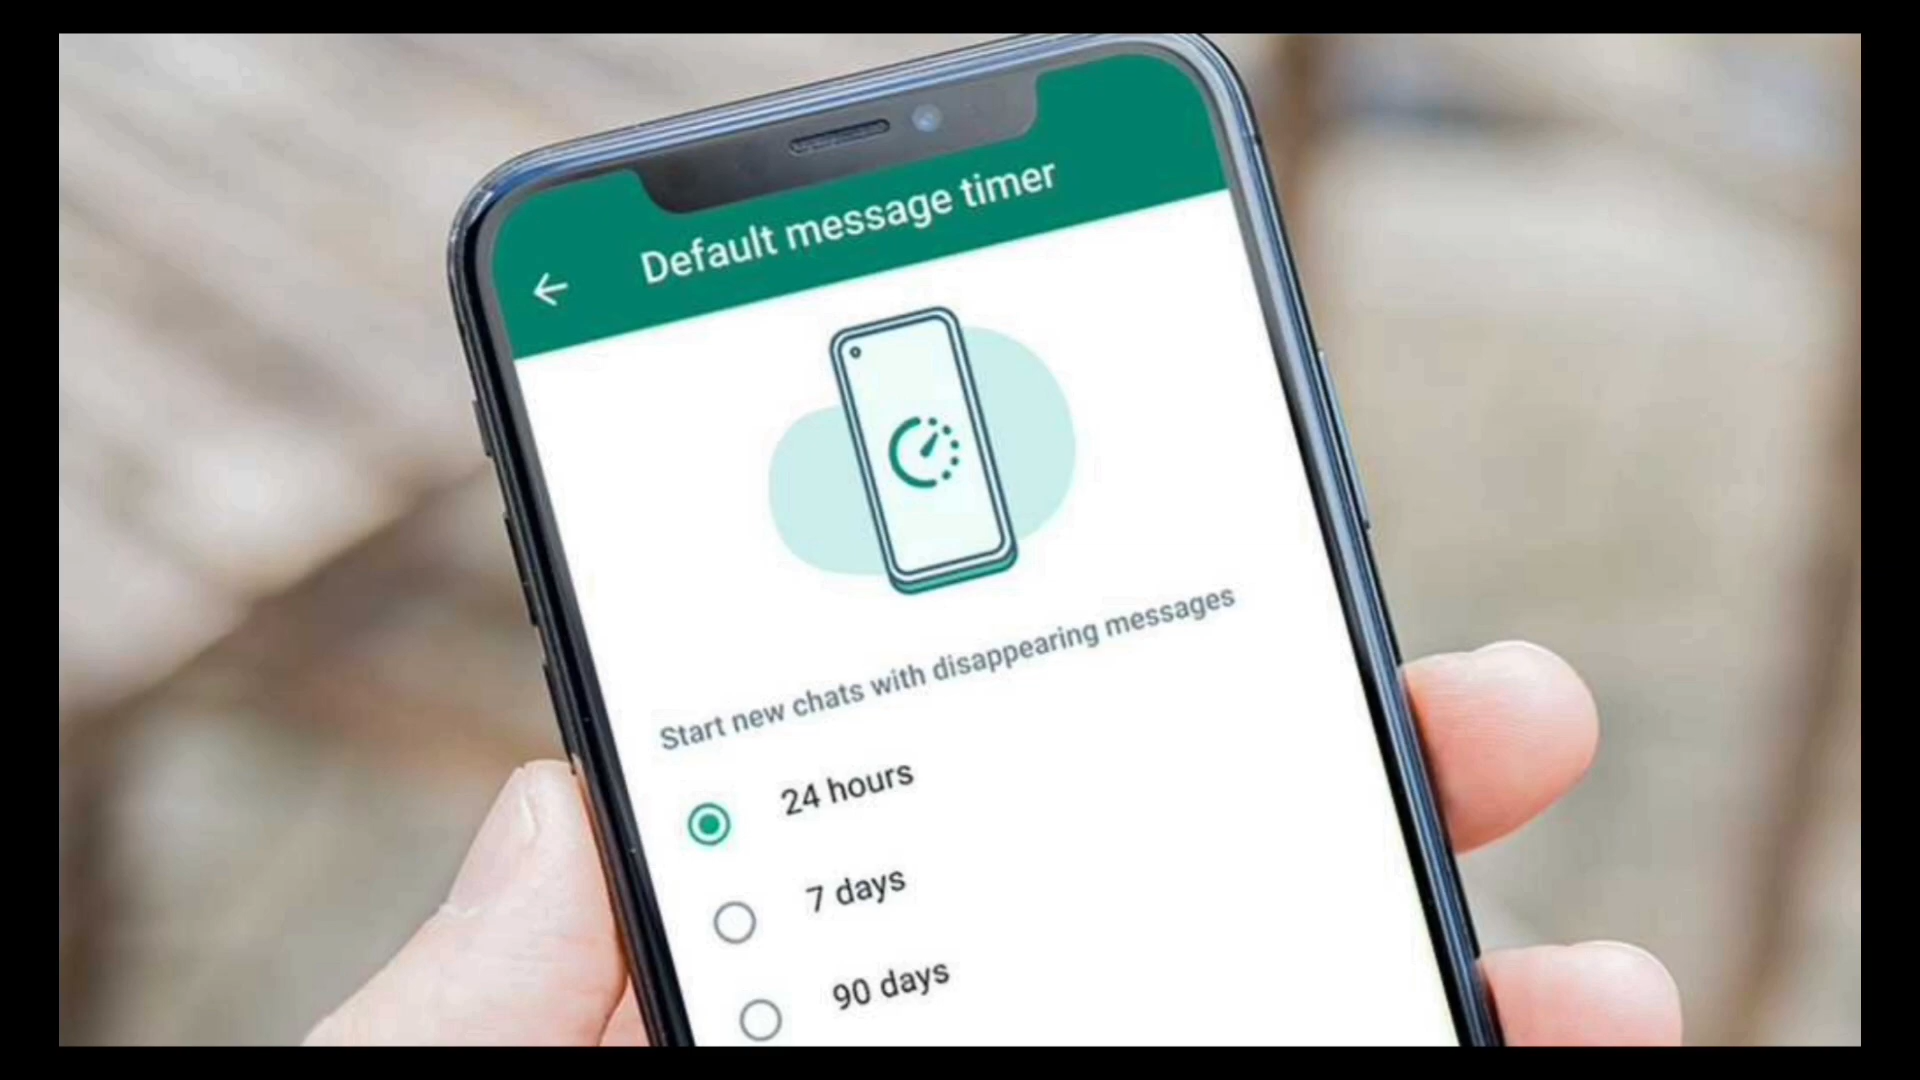 Default message timer
Start new chats with disappearing messages
24 hours
7 days
90 days